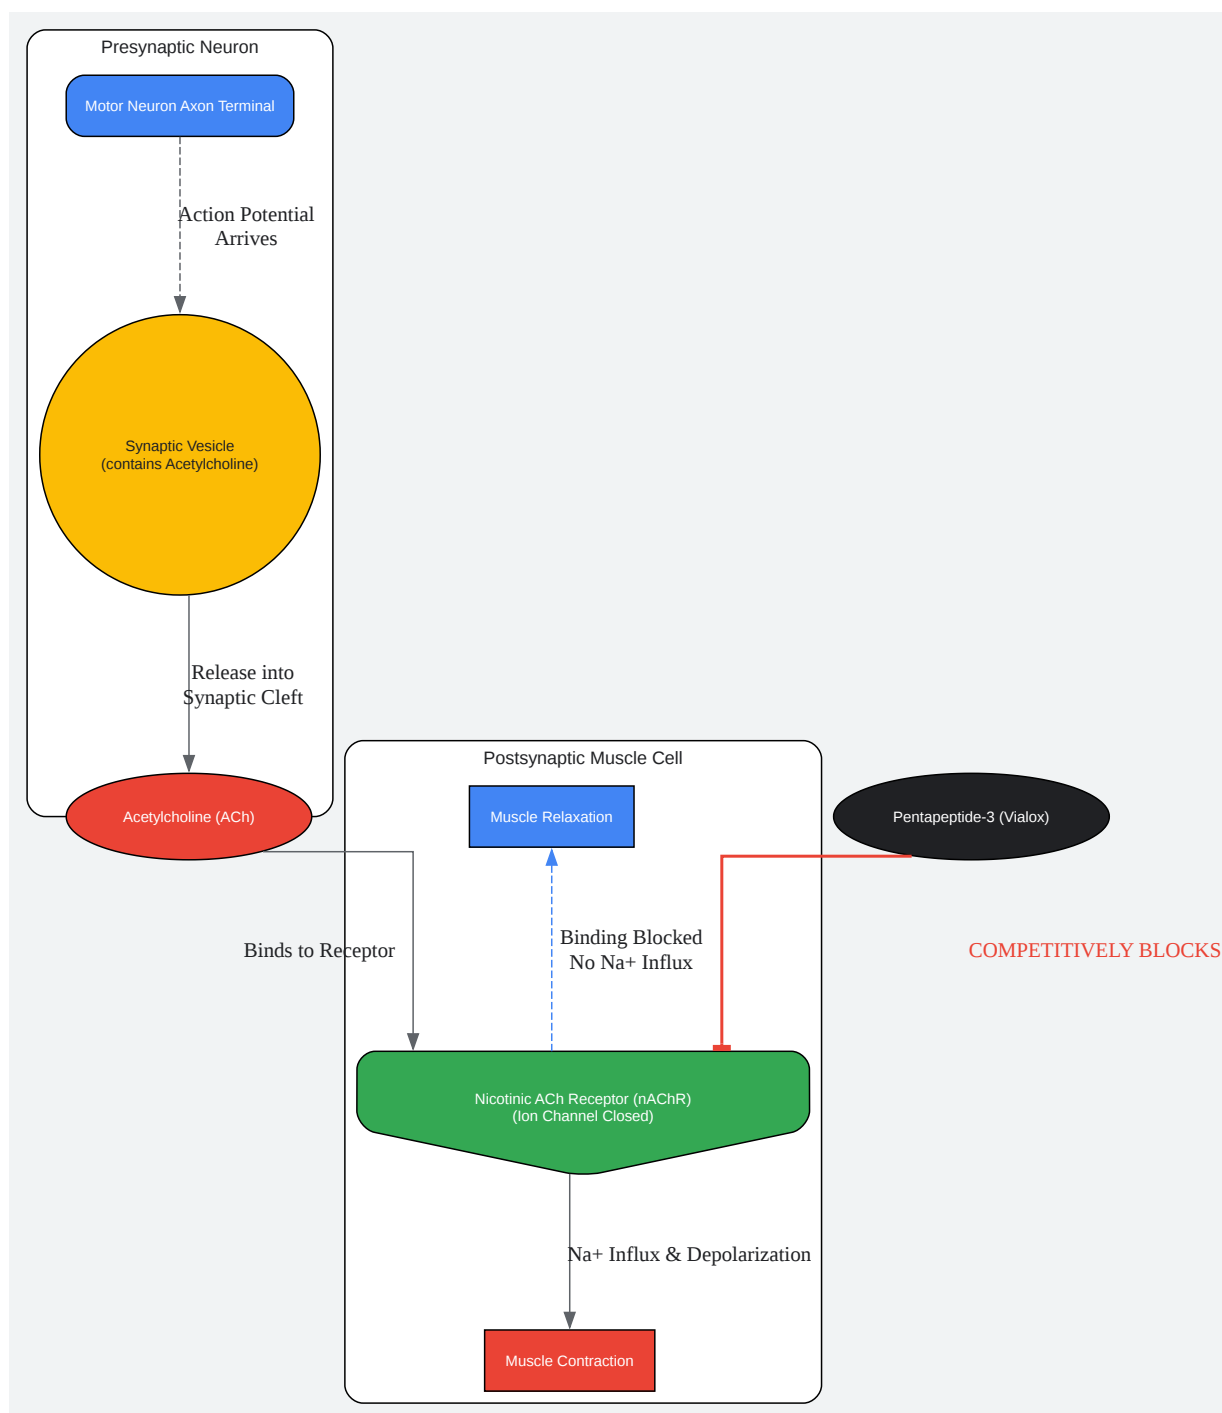 Presynaptic Neuron
Motor Neuron Axon Terminal
Action Potential
Arrives
Synaptic Vesicle
(contains Acetylcholine)
Release into
Synaptic Cleft
Acetylcholine (ACh)
Binds to Receptor
Postsynaptic Muscle Cell
Muscle Relaxation
Binding Blocked
No Na+ Influx
Pentapeptide-3 (Vialox)
COMPETITIVELY BLOCKS
Nicotinic ACh Receptor (nAChR)
(Ion Channel Closed)
Na+ Influx & Depolarization
Muscle Contraction